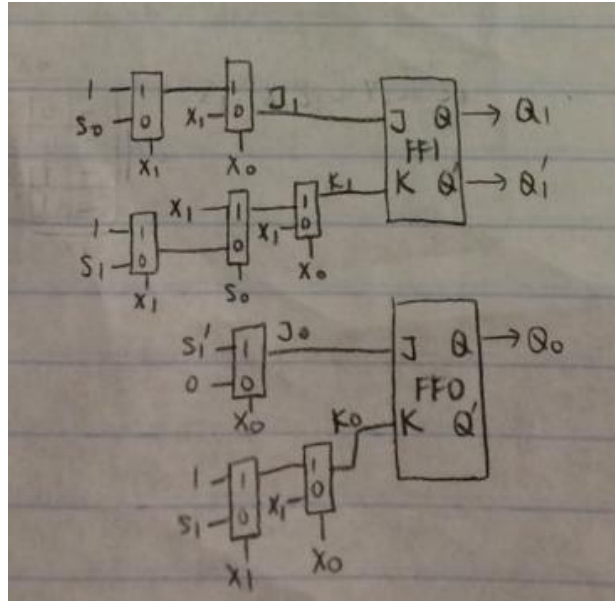 1 1 1 J₁ J Q → Q₁
S₀ 0 X₁ 0 FF1
X₁ X₀ K₁ K Q' → Q₁'
X₁ 1 1
1 1 0 X₁ 0
S₁ 0 X₀
X₁ S₀
S₁' 1 J₀ J Q → Q₀
0 0 FF0
X₀ K₀ K Q'
1 1 1
S₁ 0 X₁ 0
X₁ X₀